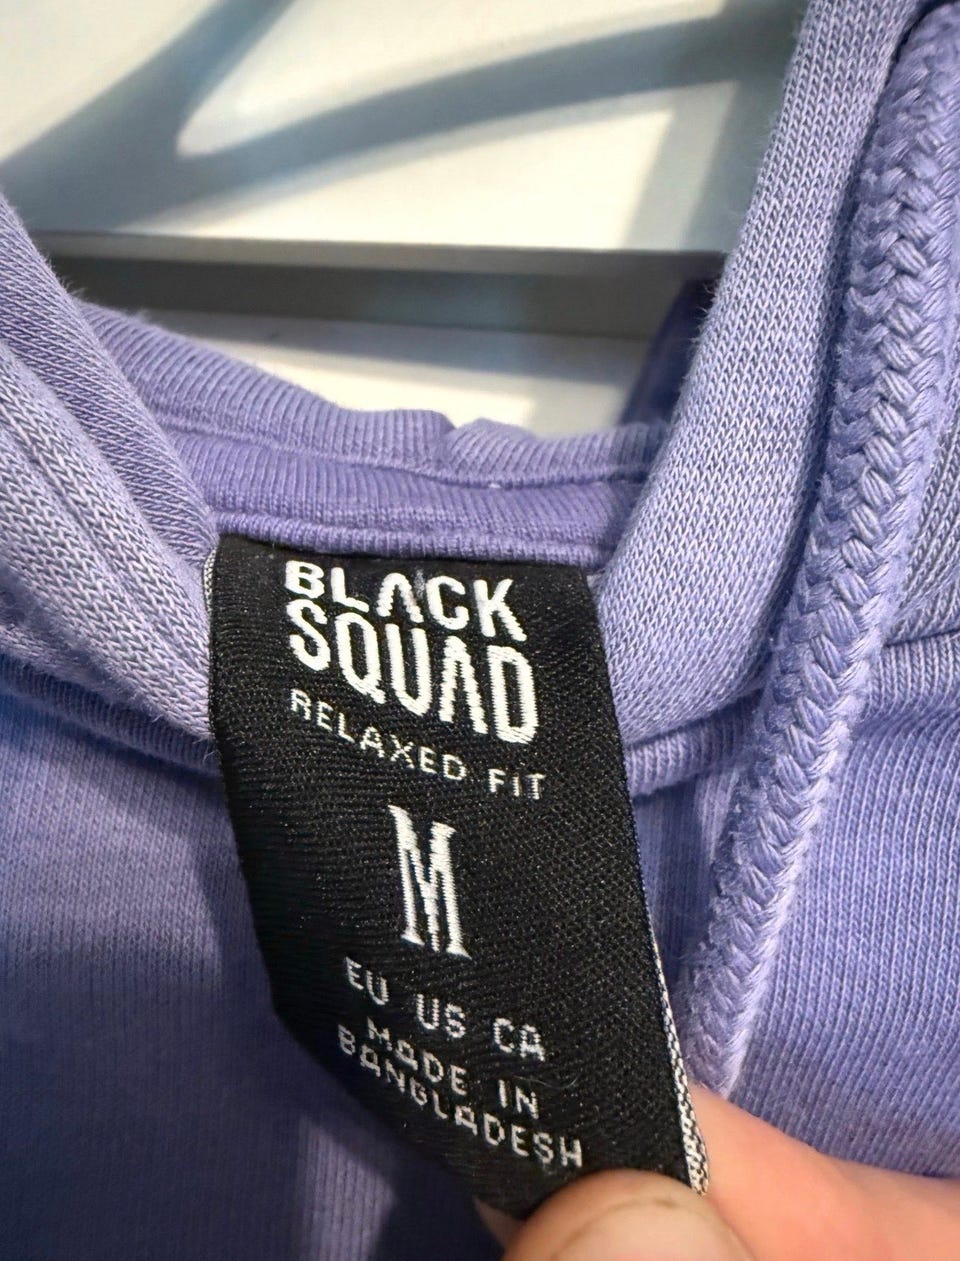 BLACK
SQUAD
RELAXED FIT
M
EU US CA
MADE IN
BANGLADESH